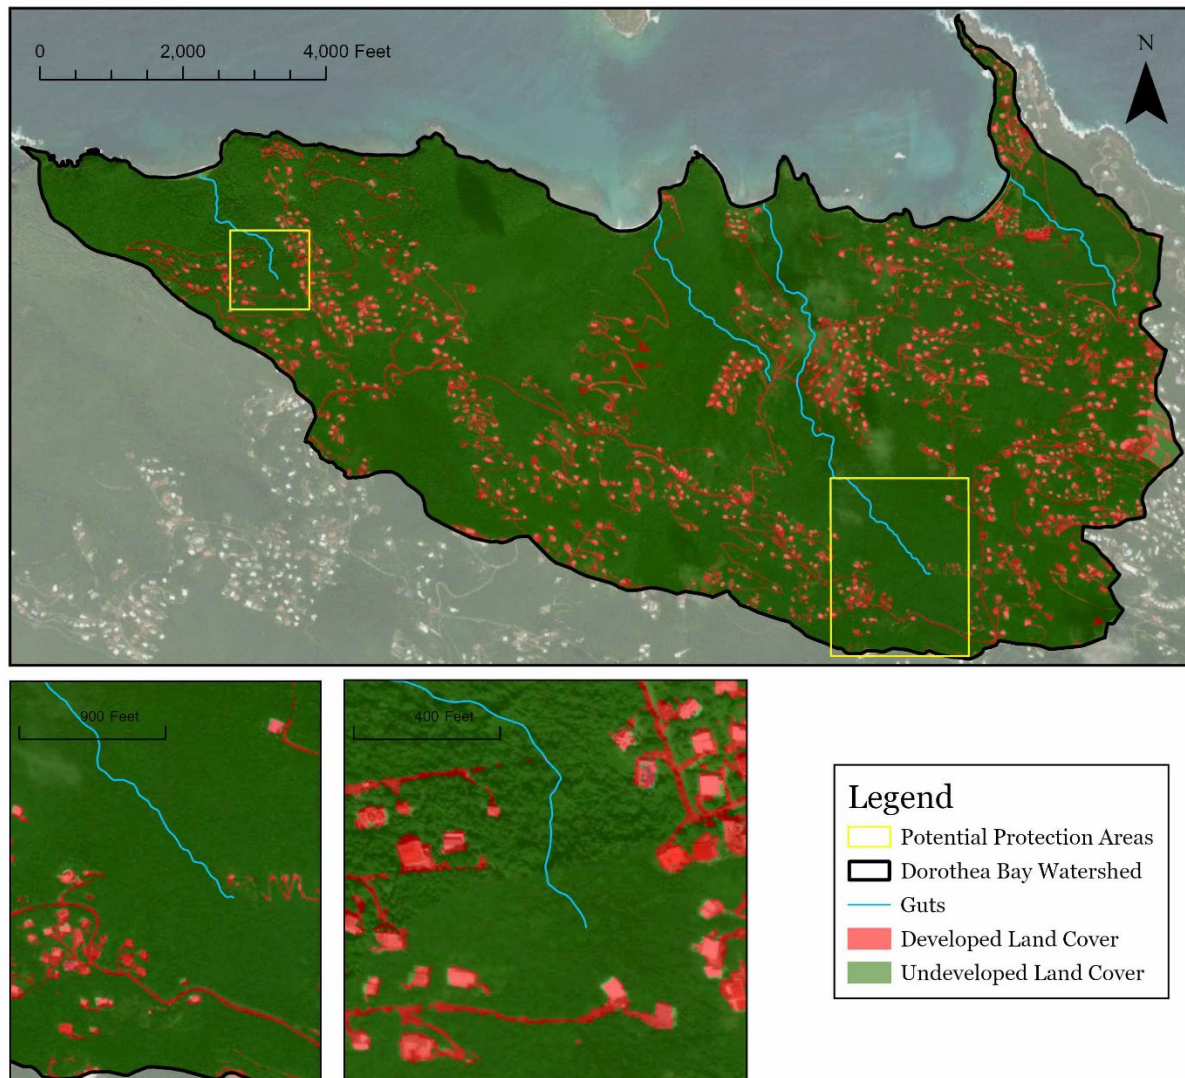 0 2,000 4,000 Feet
N
900 Feet
400 Feet
Legend
Potential Protection Areas
Dorothea Bay Watershed
Guts
Developed Land Cover
Undeveloped Land Cover